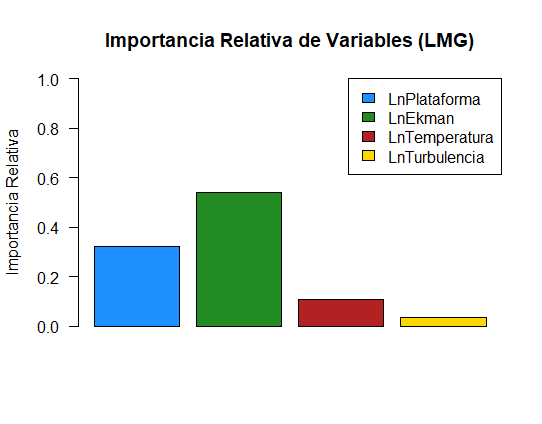 Importancia Relativa de Variables (LMG)
Importancia Relativa
1.0
0.8
0.6
0.4
0.2
0.0
LnPlataforma
LnEkman
LnTemperatura
LnTurbulencia